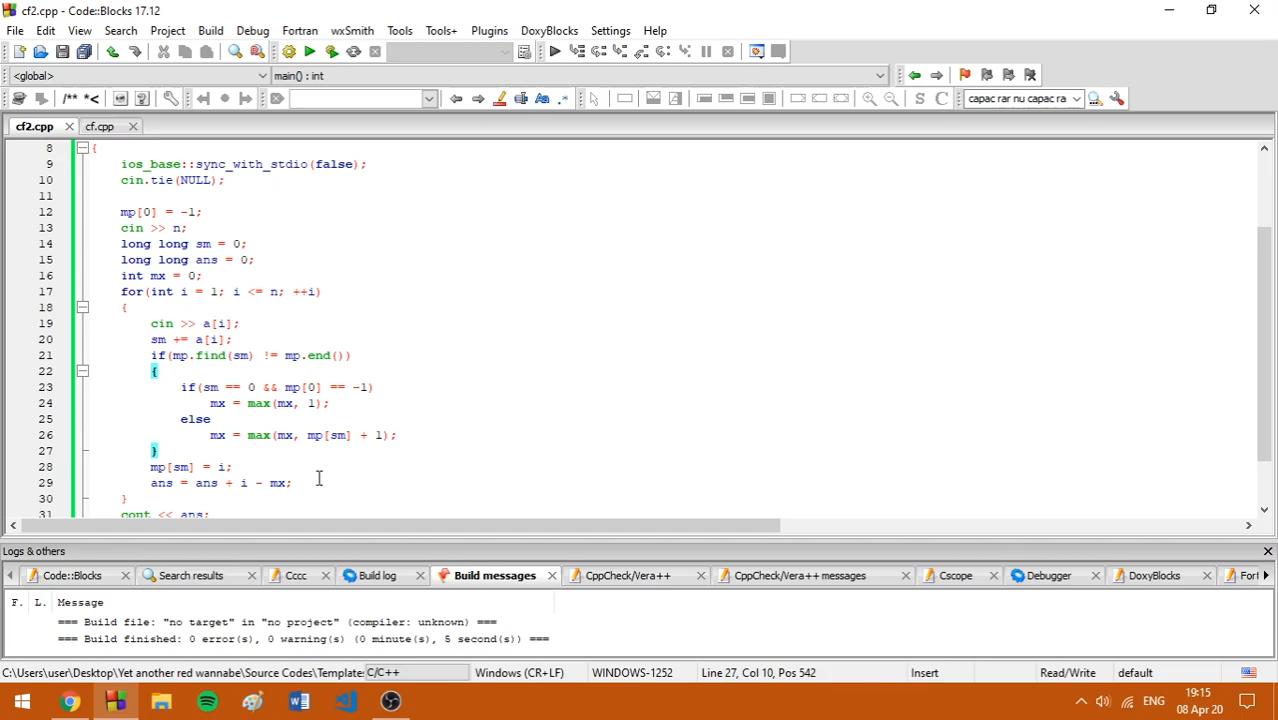 cf2.cpp - Code::Blocks 17.12
File Edit View Search Project Build Debug Fortran wxSmith Tools Tools+ Plugins DoxyBlocks Settings Help
<global> main() : int
/** *< Aa .* S C capac rar nu capac ra
cf2.cpp cf.cpp
8 {
9 ios_base::sync_with_stdio(false);
10 cin.tie(NULL);
11
12 mp[0] = -1;
13 cin >> n;
14 long long sm = 0;
15 long long ans = 0;
16 int mx = 0;
17 for(int i = 1; i <= n; ++i)
18 {
19 cin >> a[i];
20 sm += a[i];
21 if(mp.find(sm) != mp.end())
22 {
23 if(sm == 0 && mp[0] == -1)
24 mx = max(mx, 1);
25 else
26 mx = max(mx, mp[sm] + 1);
27 }
28 mp[sm] = i;
29 ans = ans + i - mx;
30 }
31 cout << ans;
Logs & others
Code::Blocks Search results Cccc Build log Build messages CppCheck/Vera++ CppCheck/Vera++ messages Cscope Debugger DoxyBlocks Fort
F. L. Message
=== Build file: "no target" in "no project" (compiler: unknown) ===
=== Build finished: 0 error(s), 0 warning(s) (0 minute(s), 5 second(s)) ===
C:\Users\user\Desktop\Yet another red wannabe\Source Codes\Template: C/C++ Windows (CR+LF) WINDOWS-1252 Line 27, Col 10, Pos 542 Insert Read/Write default
ENG
19:15
08 Apr 20